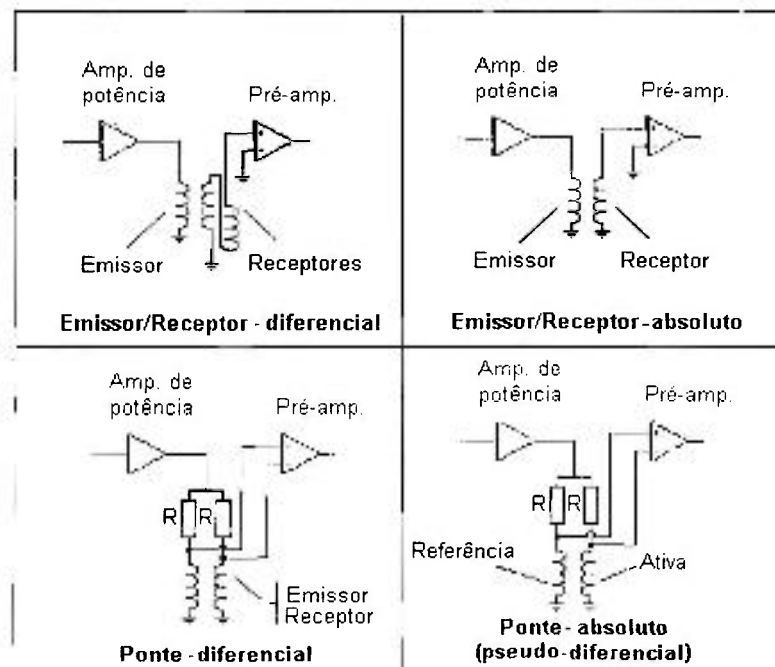 Amp. de
potência
Pré-amp.
Emissor
Receptores
Emissor/Receptor - diferencial
Amp. de
potência
Pré-amp.
Emissor
Receptor
Emissor/Receptor-absoluto
Amp. de
potência
Pré-amp.
R
R
Emissor
Receptor
Ponte - diferencial
Amp. de
potência
Pré-amp.
R
R
Referência
Ativa
Ponte - absoluto
(pseudo-diferencial)